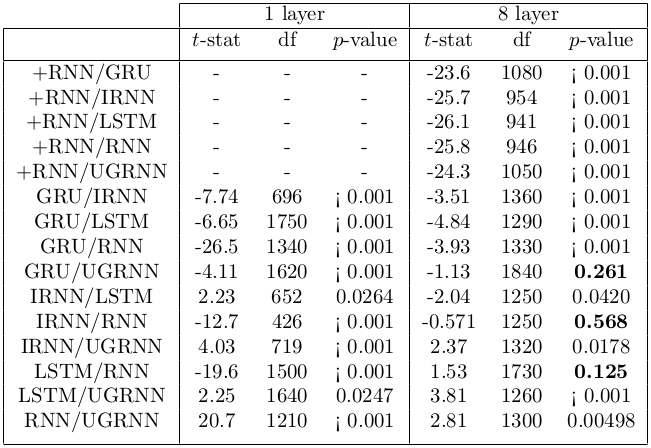 1 layer 8 layer
t-stat df p-value t-stat df p-value
+RNN/GRU - - - -23.6 1080 ¡ 0.001
+RNN/IRNN - - - -25.7 954 ¡ 0.001
+RNN/LSTM - - - -26.1 941 ¡ 0.001
+RNN/RNN - - - -25.8 946 ¡ 0.001
+RNN/UGRNN - - - -24.3 1050 ¡ 0.001
GRU/IRNN -7.74 696 ¡ 0.001 -3.51 1360 ¡ 0.001
GRU/LSTM -6.65 1750 ¡ 0.001 -4.84 1290 ¡ 0.001
GRU/RNN -26.5 1340 ¡ 0.001 -3.93 1330 ¡ 0.001
GRU/UGRNN -4.11 1620 ¡ 0.001 -1.13 1840 0.261
IRNN/LSTM 2.23 652 0.0264 -2.04 1250 0.0420
IRNN/RNN -12.7 426 ¡ 0.001 -0.571 1250 0.568
IRNN/UGRNN 4.03 719 ¡ 0.001 2.37 1320 0.0178
LSTM/RNN -19.6 1500 ¡ 0.001 1.53 1730 0.125
LSTM/UGRNN 2.25 1640 0.0247 3.81 1260 ¡ 0.001
RNN/UGRNN 20.7 1210 ¡ 0.001 2.81 1300 0.00498